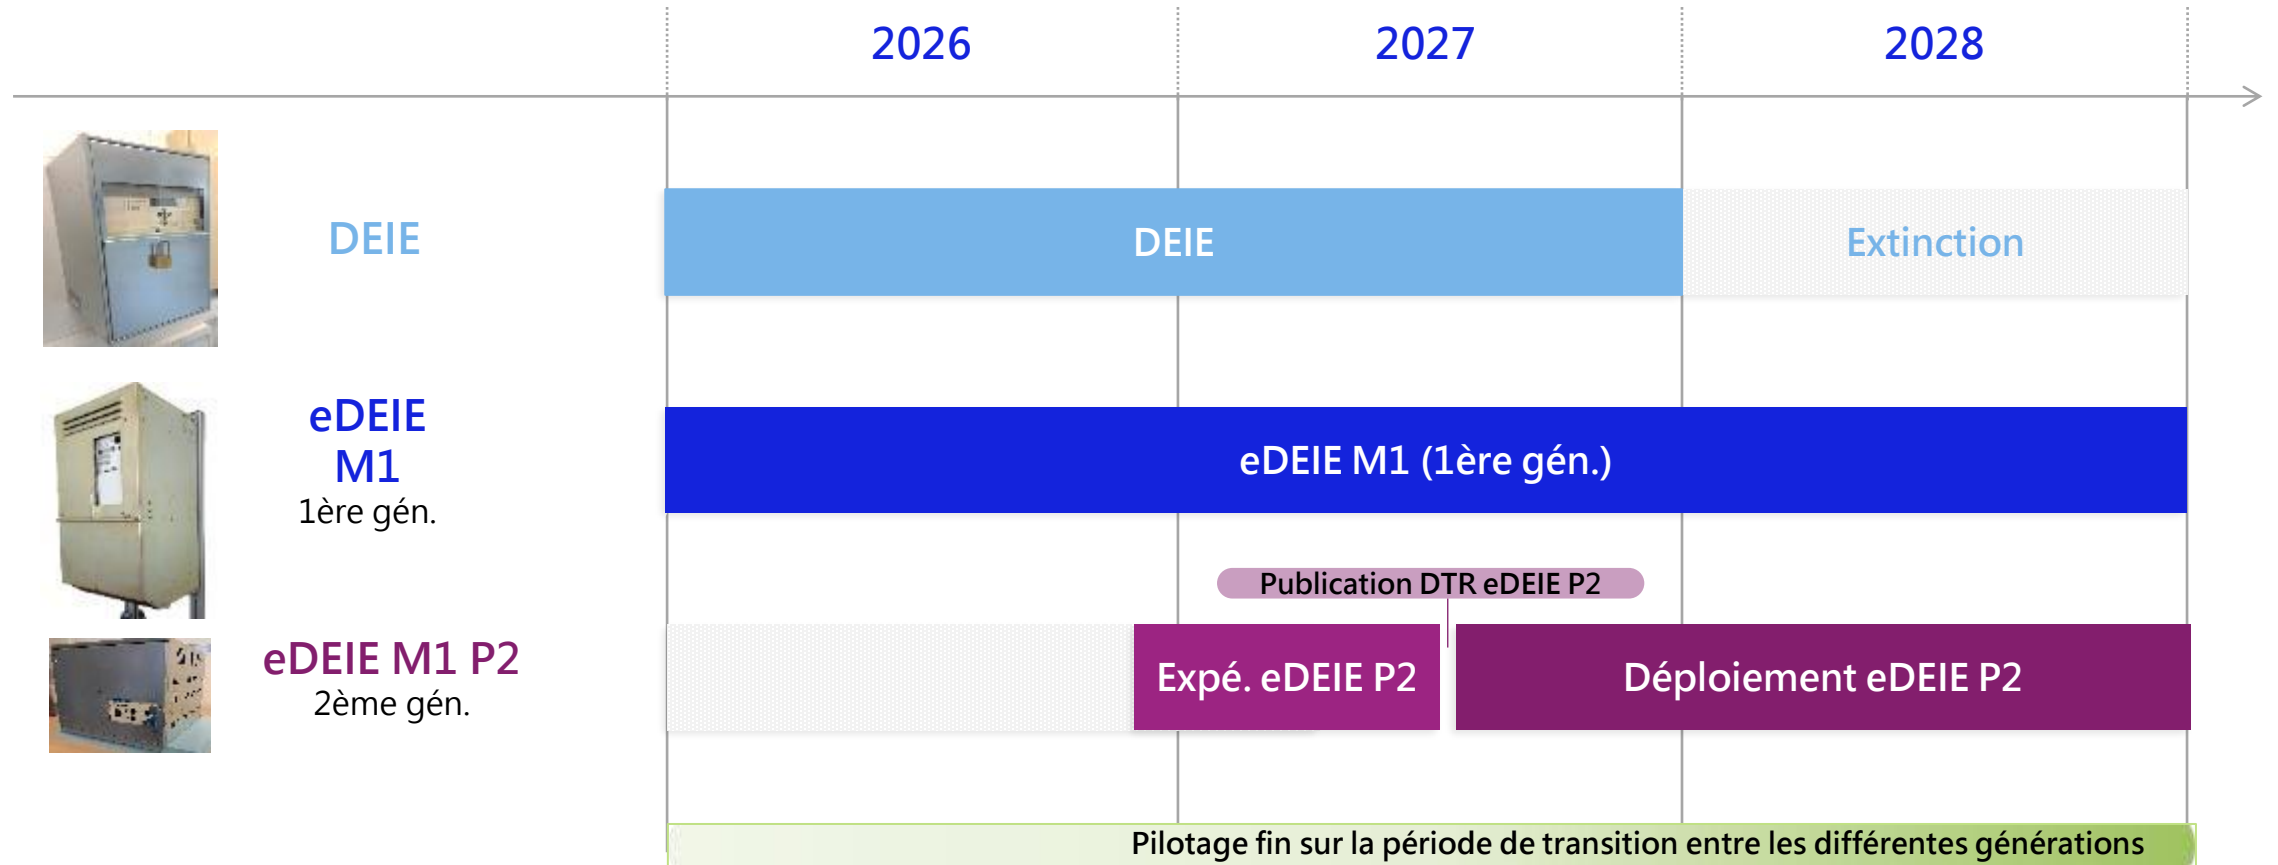 2026
2027
2028
DEIE
DEIE
Extinction
eDEIE
M1
1ère gén.
eDEIE M1 (1ère gén.)
Publication DTR eDEIE P2
eDEIE M1 P2
2ème gén.
Expé. eDEIE P2
Déploiement eDEIE P2
Pilotage fin sur la période de transition entre les différentes générations